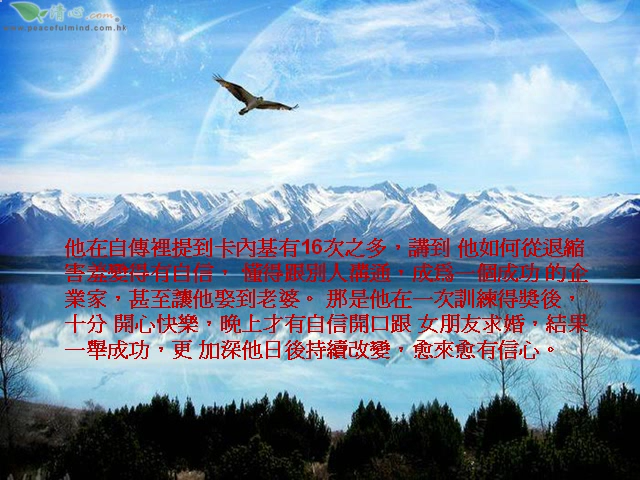 清心.com
www.peacefulmind.com.hk
他在自傳裡提到卡內基有16次之多，講到 他如何從退縮
害羞變得有自信， 懂得跟別人構通，成為一個成功 的企
業家，甚至讓他娶到老婆。 那是他在一次訓練得獎後，
十分 開心快樂，晚上才有自信開口跟 女朋友求婚，結果
一舉成功，更 加深他日後持續改變，愈來愈有信心。